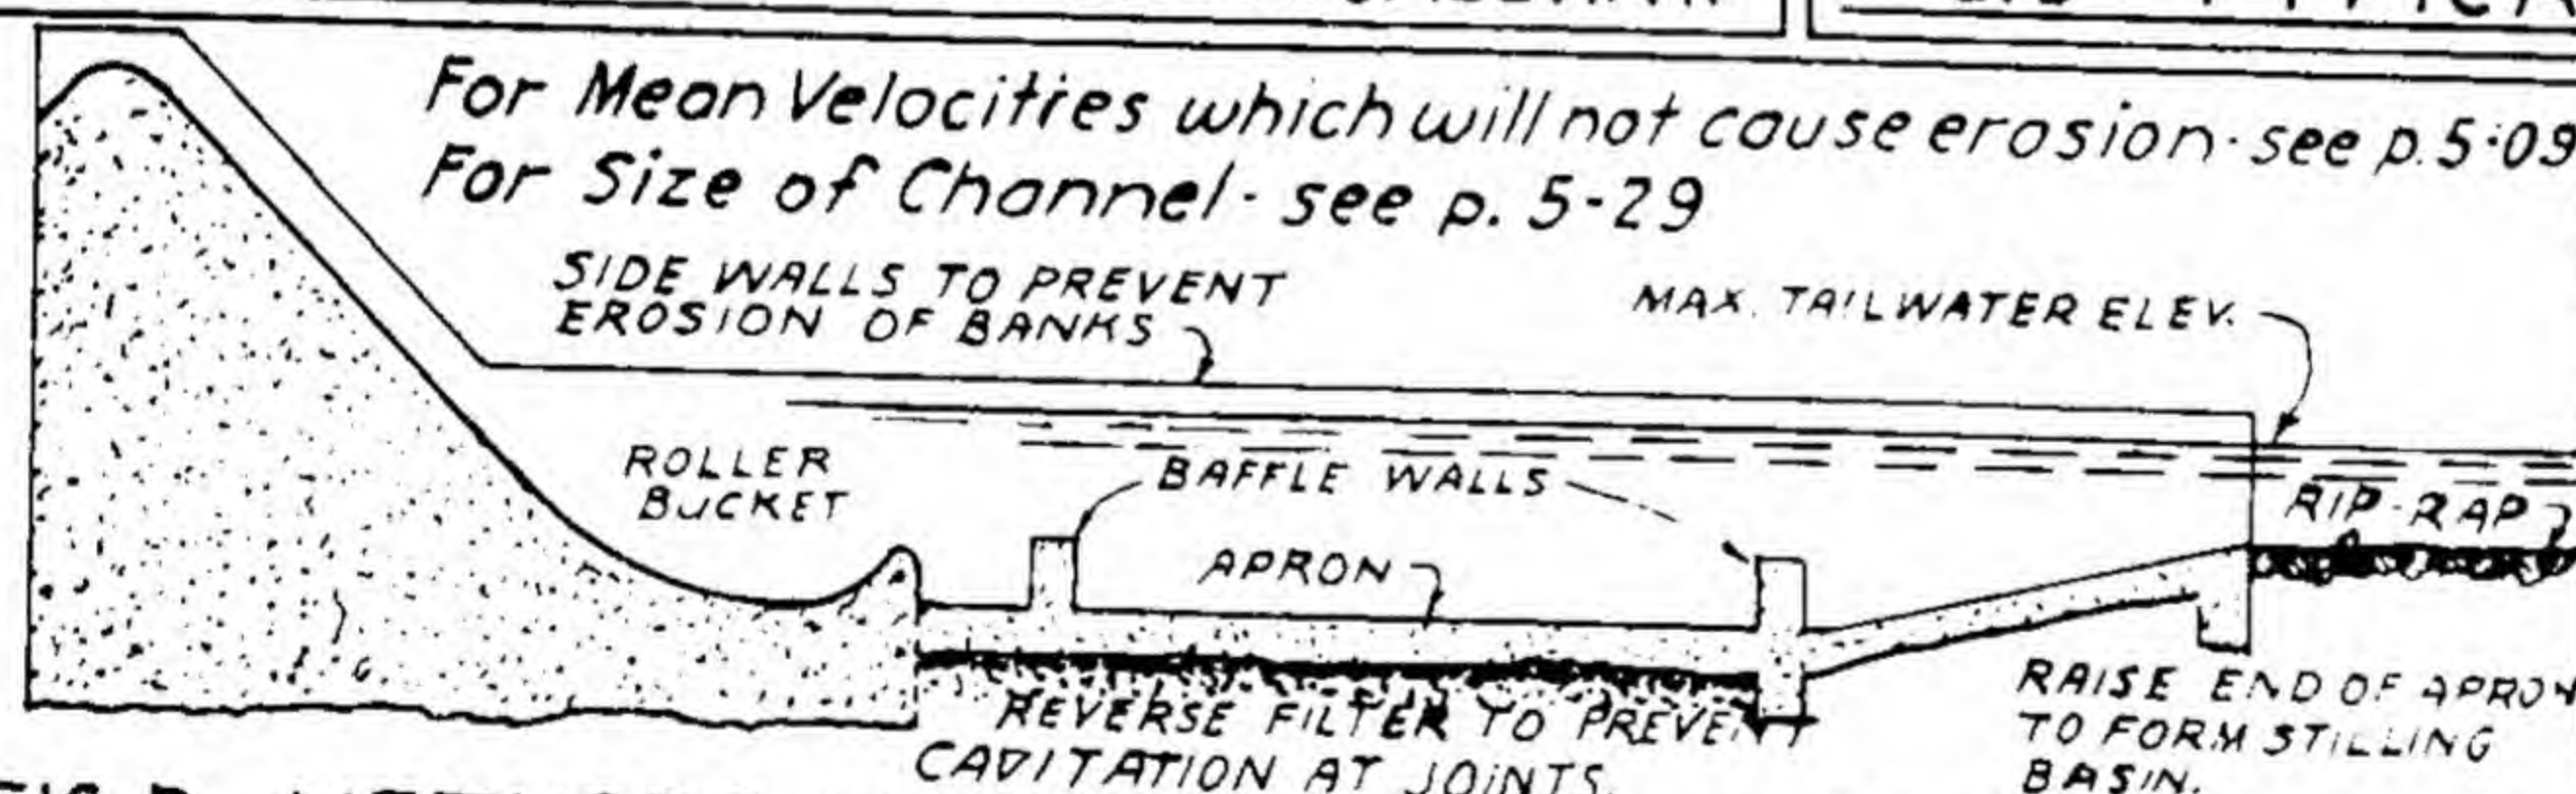 For Mean Velocities which will not cause erosion - see p. 5-09
For Size of Channel - see p. 5-29
SIDE WALLS TO PREVENT
EROSION OF BANKS
MAX. TAILWATER ELEV.
ROLLER
BUCKET
BAFFLE WALLS
RIP-RAP
APRON
REVERSE FILTER TO PREVENT
CAVITATION AT JOINTS.
RAISE END OF APRON
TO FORM STILLING
BASIN.